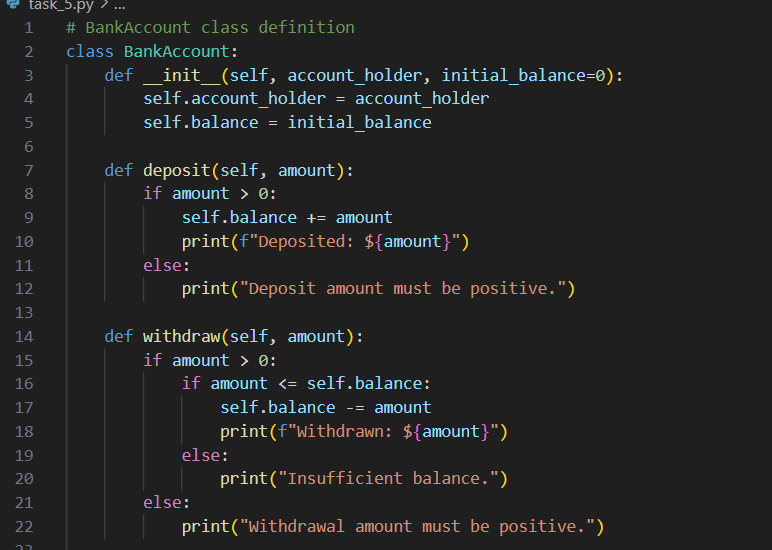 task_5.py > ...
1 # BankAccount class definition
2 class BankAccount:
3     def __init__(self, account_holder, initial_balance=0):
4         self.account_holder = account_holder
5         self.balance = initial_balance
6
7     def deposit(self, amount):
8         if amount > 0:
9             self.balance += amount
10             print(f"Deposited: ${amount}")
11         else:
12             print("Deposit amount must be positive.")
13
14     def withdraw(self, amount):
15         if amount > 0:
16             if amount <= self.balance:
17                 self.balance -= amount
18                 print(f"Withdrawn: ${amount}")
19             else:
20                 print("Insufficient balance.")
21         else:
22             print("Withdrawal amount must be positive.")